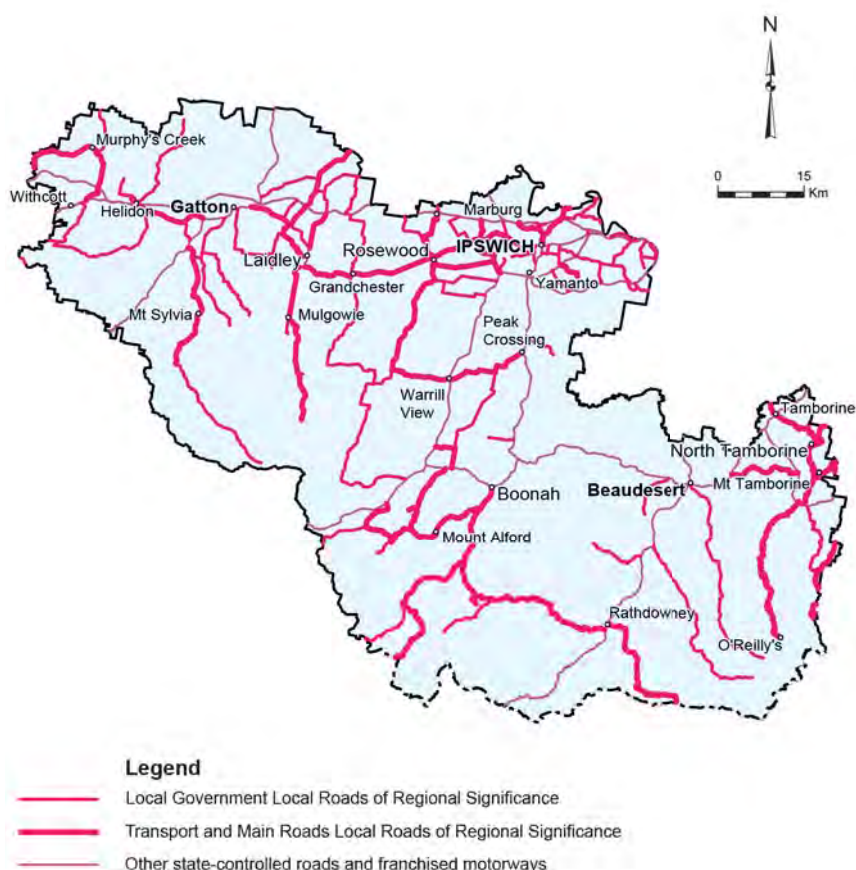 N
0
15
Km
Murphy's Creek
Withcott
Helidon
Gatton
Marburg
IPSWICH
Rosewood
Laidley
Grandchester
Yamanto
Mt Sylvia
Mulgowie
Peak
Crossing
Warrill
View
Tamborine
North Tamborine
Mt Tamborine
Beaudesert
Boonah
Mount Alford
Rathdowney
O'Reilly's
Legend
Local Government Local Roads of Regional Significance
Transport and Main Roads Local Roads of Regional Significance
Other state-controlled roads and franchised motorways